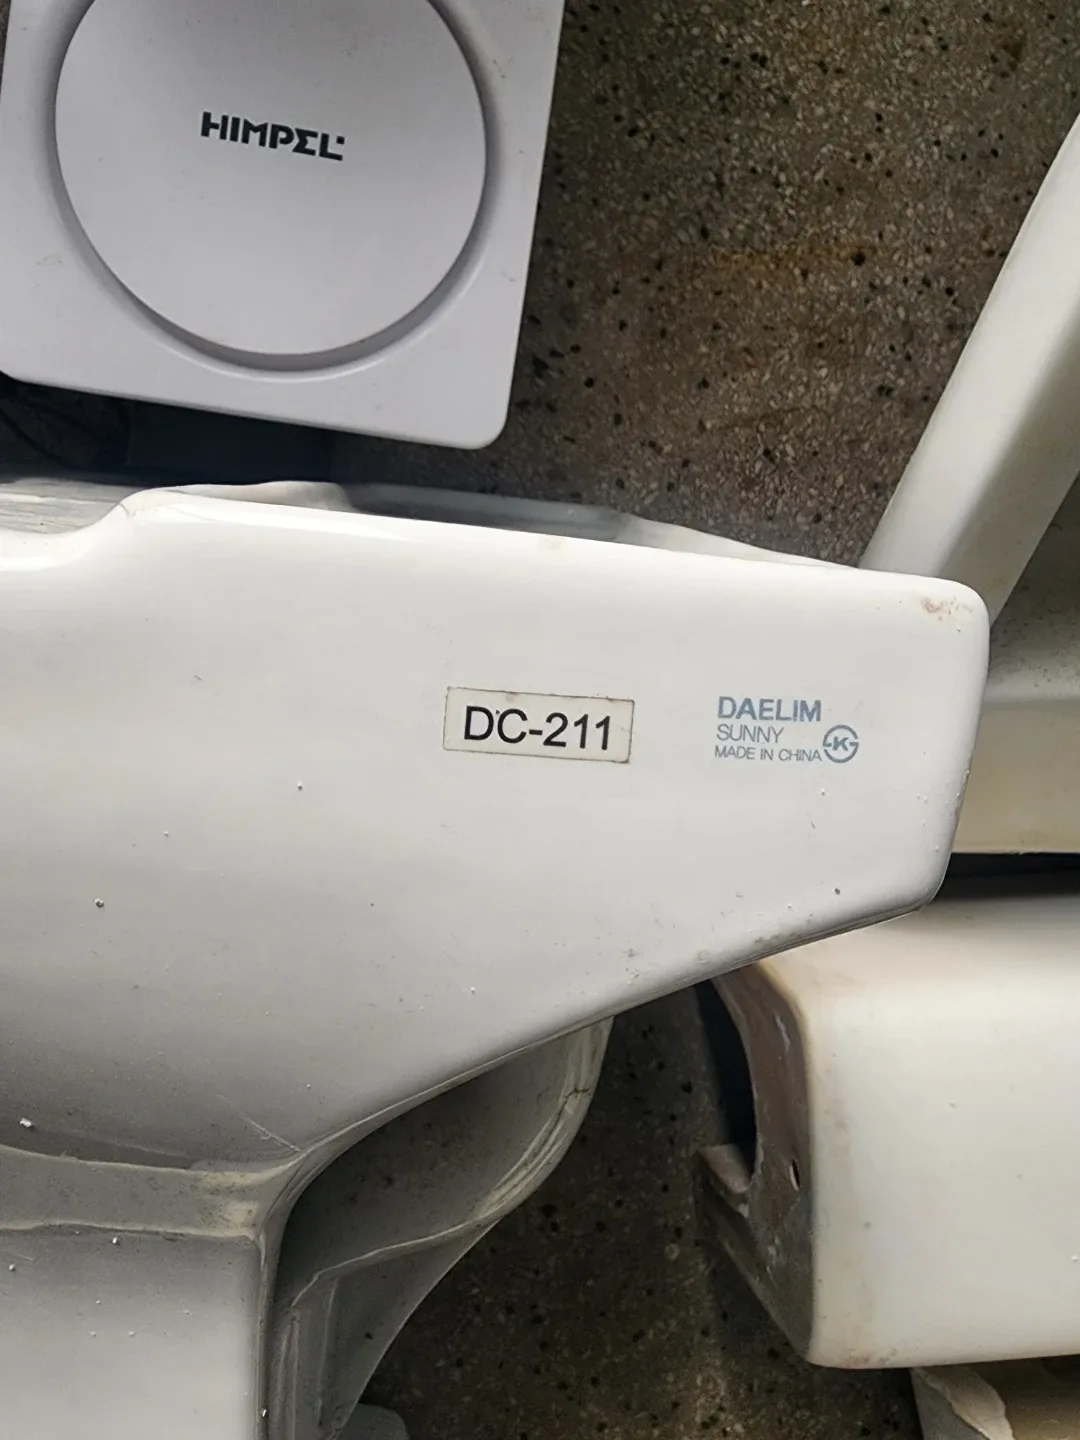 HIMPEL
DC-211
DAELIM
SUNNY
MADE IN CHINA
K